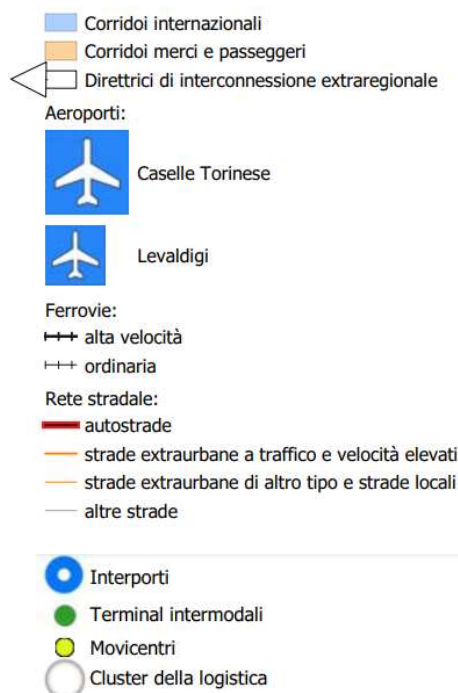 Corridoi internazionali
Corridoi merci e passeggeri
Direttrici di interconnessione extraregionale
Aeroporti:
Caselle Torinese
Levaldigi
Ferrovie:
alta velocità
ordinaria
Rete stradale:
autostrade
strade extraurbane a traffico e velocità elevati
strade extraurbane di altro tipo e strade locali
altre strade
Interporti
Terminal intermodali
Movicentri
Cluster della logistica